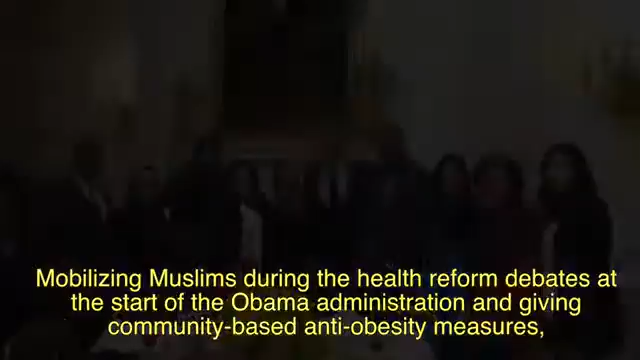 Mobilizing Muslims during the health reform debates at
the start of the Obama administration and giving
community-based anti-obesity measures,